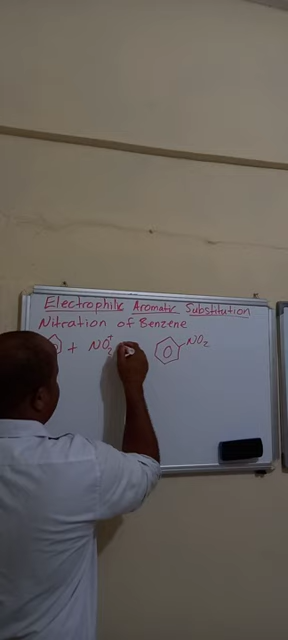 Electrophilic Aromatic Substitution
Nitration of Benzene
+ NO₂⁺ NO₂